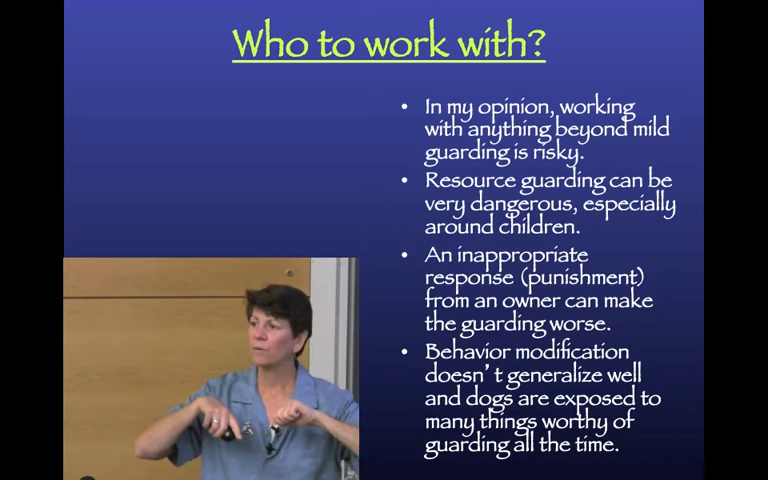 Who to work with?
• In my opinion, working
with anything beyond mild
guarding is risky.
• Resource guarding can be
very dangerous, especially
around children.
• An inappropriate
response (punishment)
from an owner can make
the guarding worse.
• Behavior modification
doesn't generalize well
and dogs are exposed to
many things worthy of
guarding all the time.